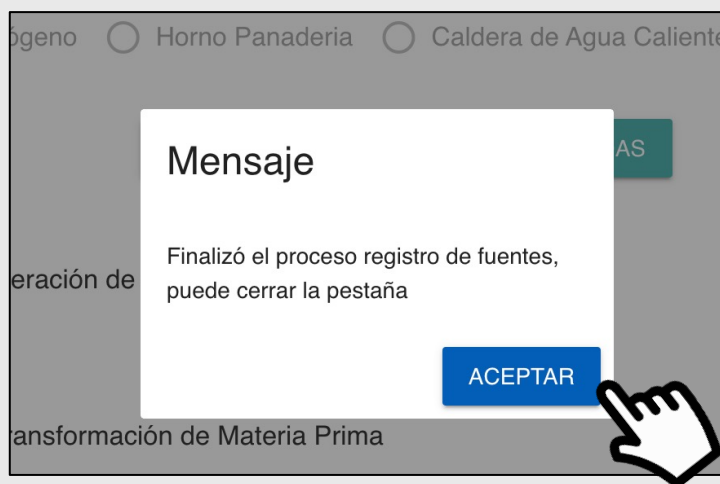 ógeno Horno Panaderia Caldera de Agua Caliente
AS
Mensaje
Finalizó el proceso registro de fuentes,
puede cerrar la pestaña
eración de
ACEPTAR
ransformación de Materia Prima